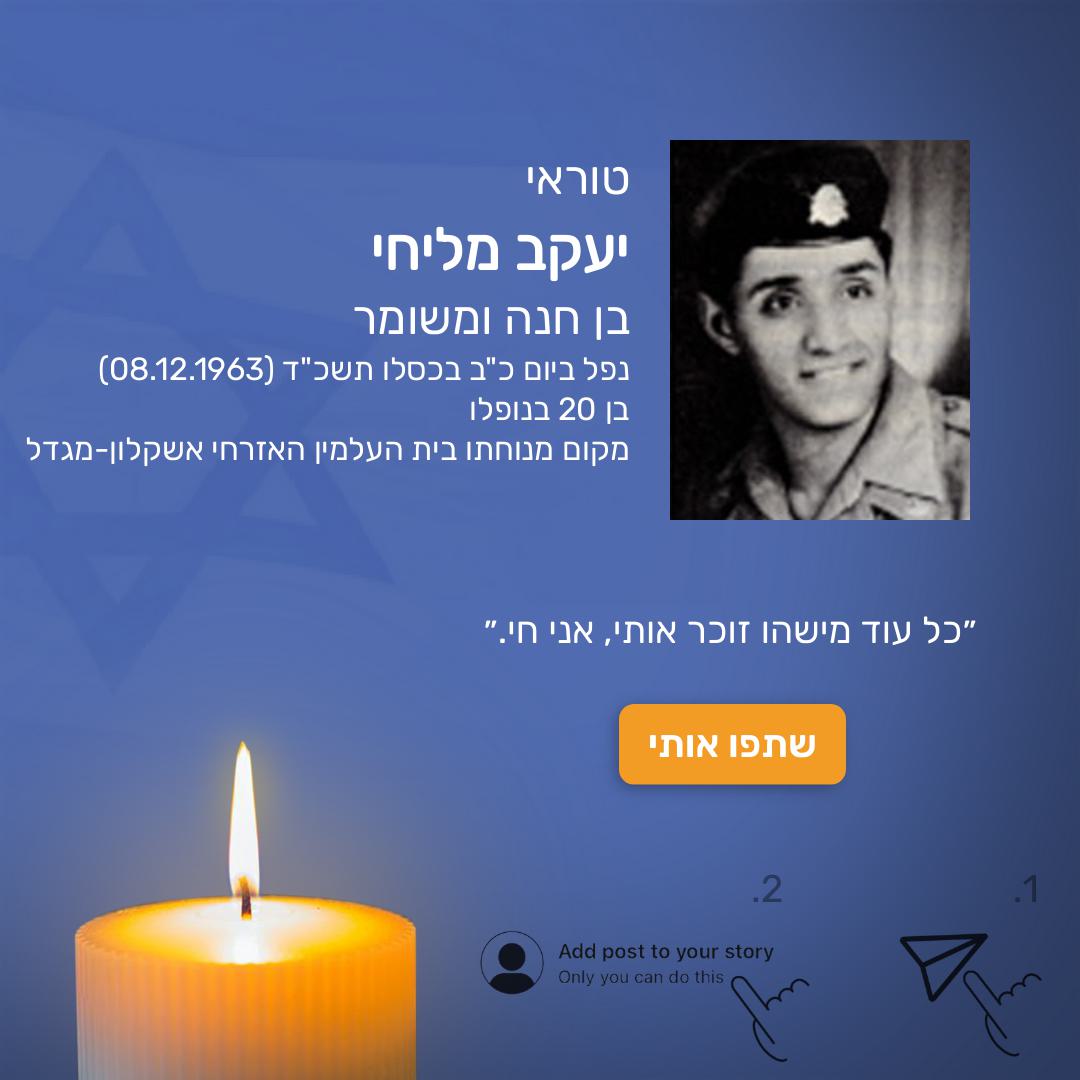 טוראי
יעקב מליחי
בן חנה ומשומר
נפל ביום כ"ב בכסלו תשכ"ד (08.12.1963)
בן 20 בנופלו
מקום מנוחתו בית העלמין האזרחי אשקלון-מגדל
״כל עוד מישהו זוכר אותי, אני חי.״
שתפו אותי
1.
2.
Add post to your story
Only you can do this